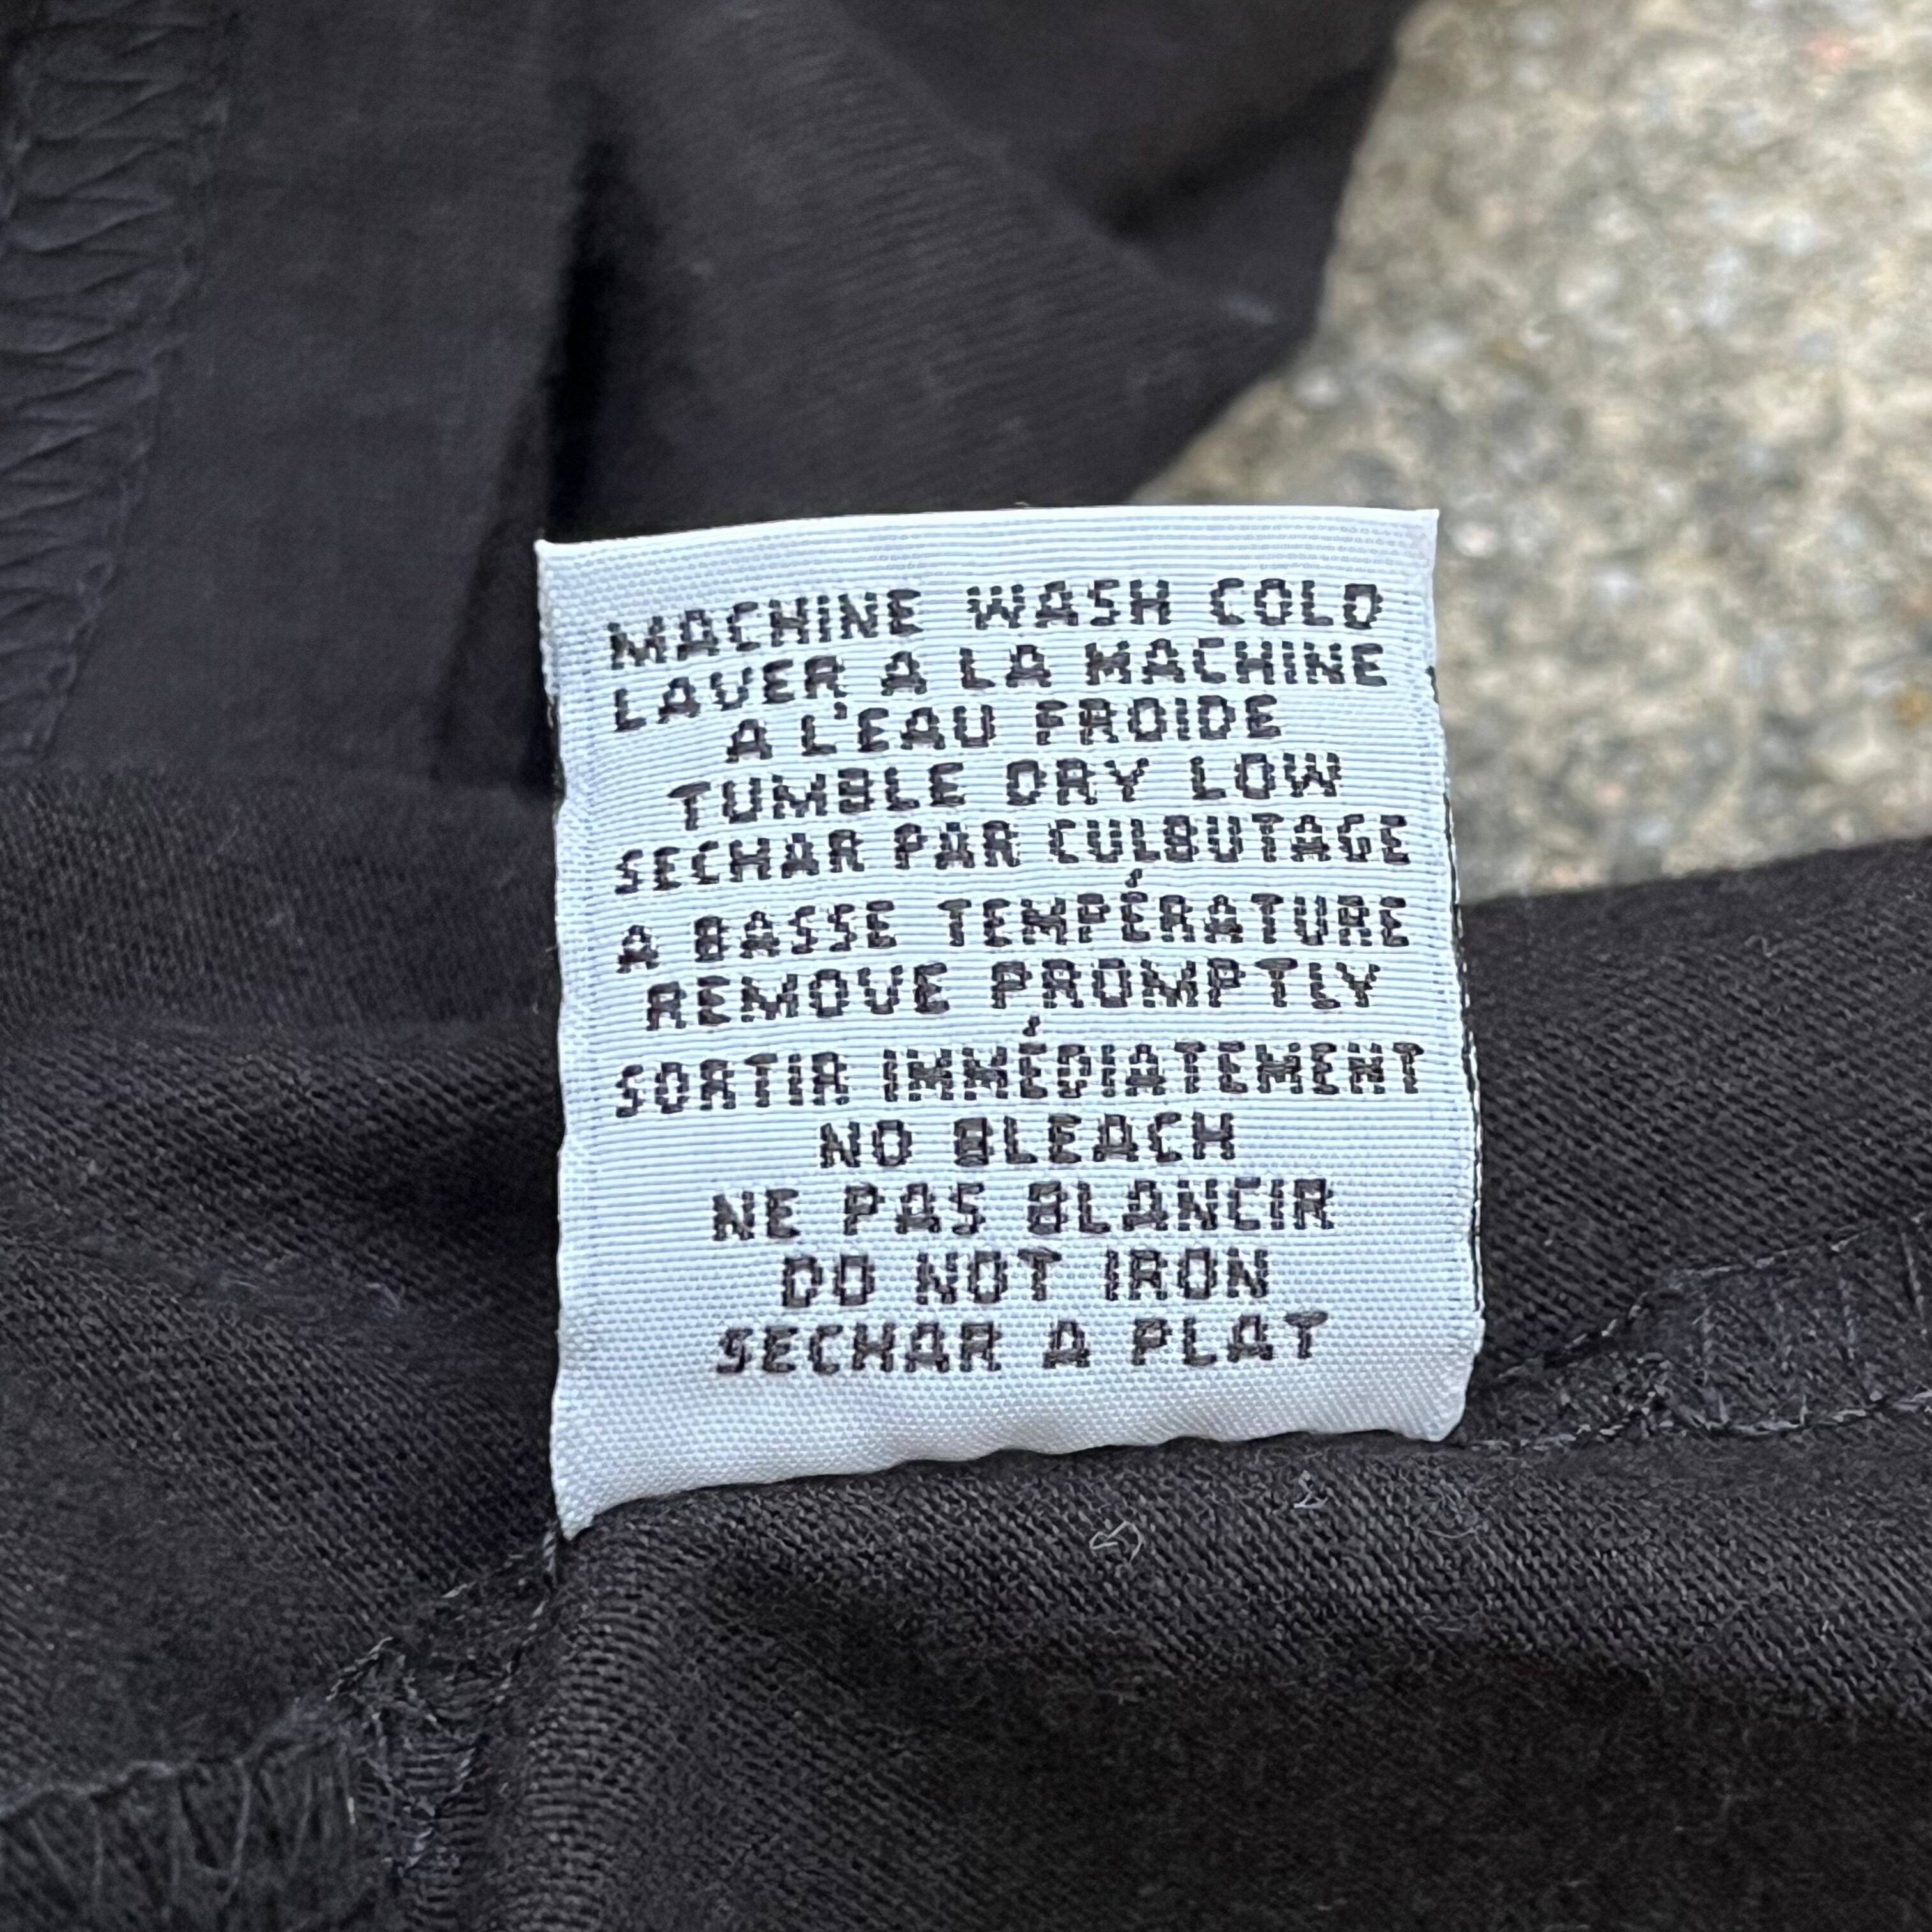 MACHINE WASH COLD
LAVER A LA MACHINE
A L'EAU FROIDE
TUMBLE DRY LOW
SECHAR PAR CULBUTAGE
A BASSE TEMPÉRATURE
REMOVE PROMPTLY
SORTIR IMMÉDIATEMENT
NO BLEACH
NE PAS BLANCIR
DO NOT IRON
SECHAR A PLAT